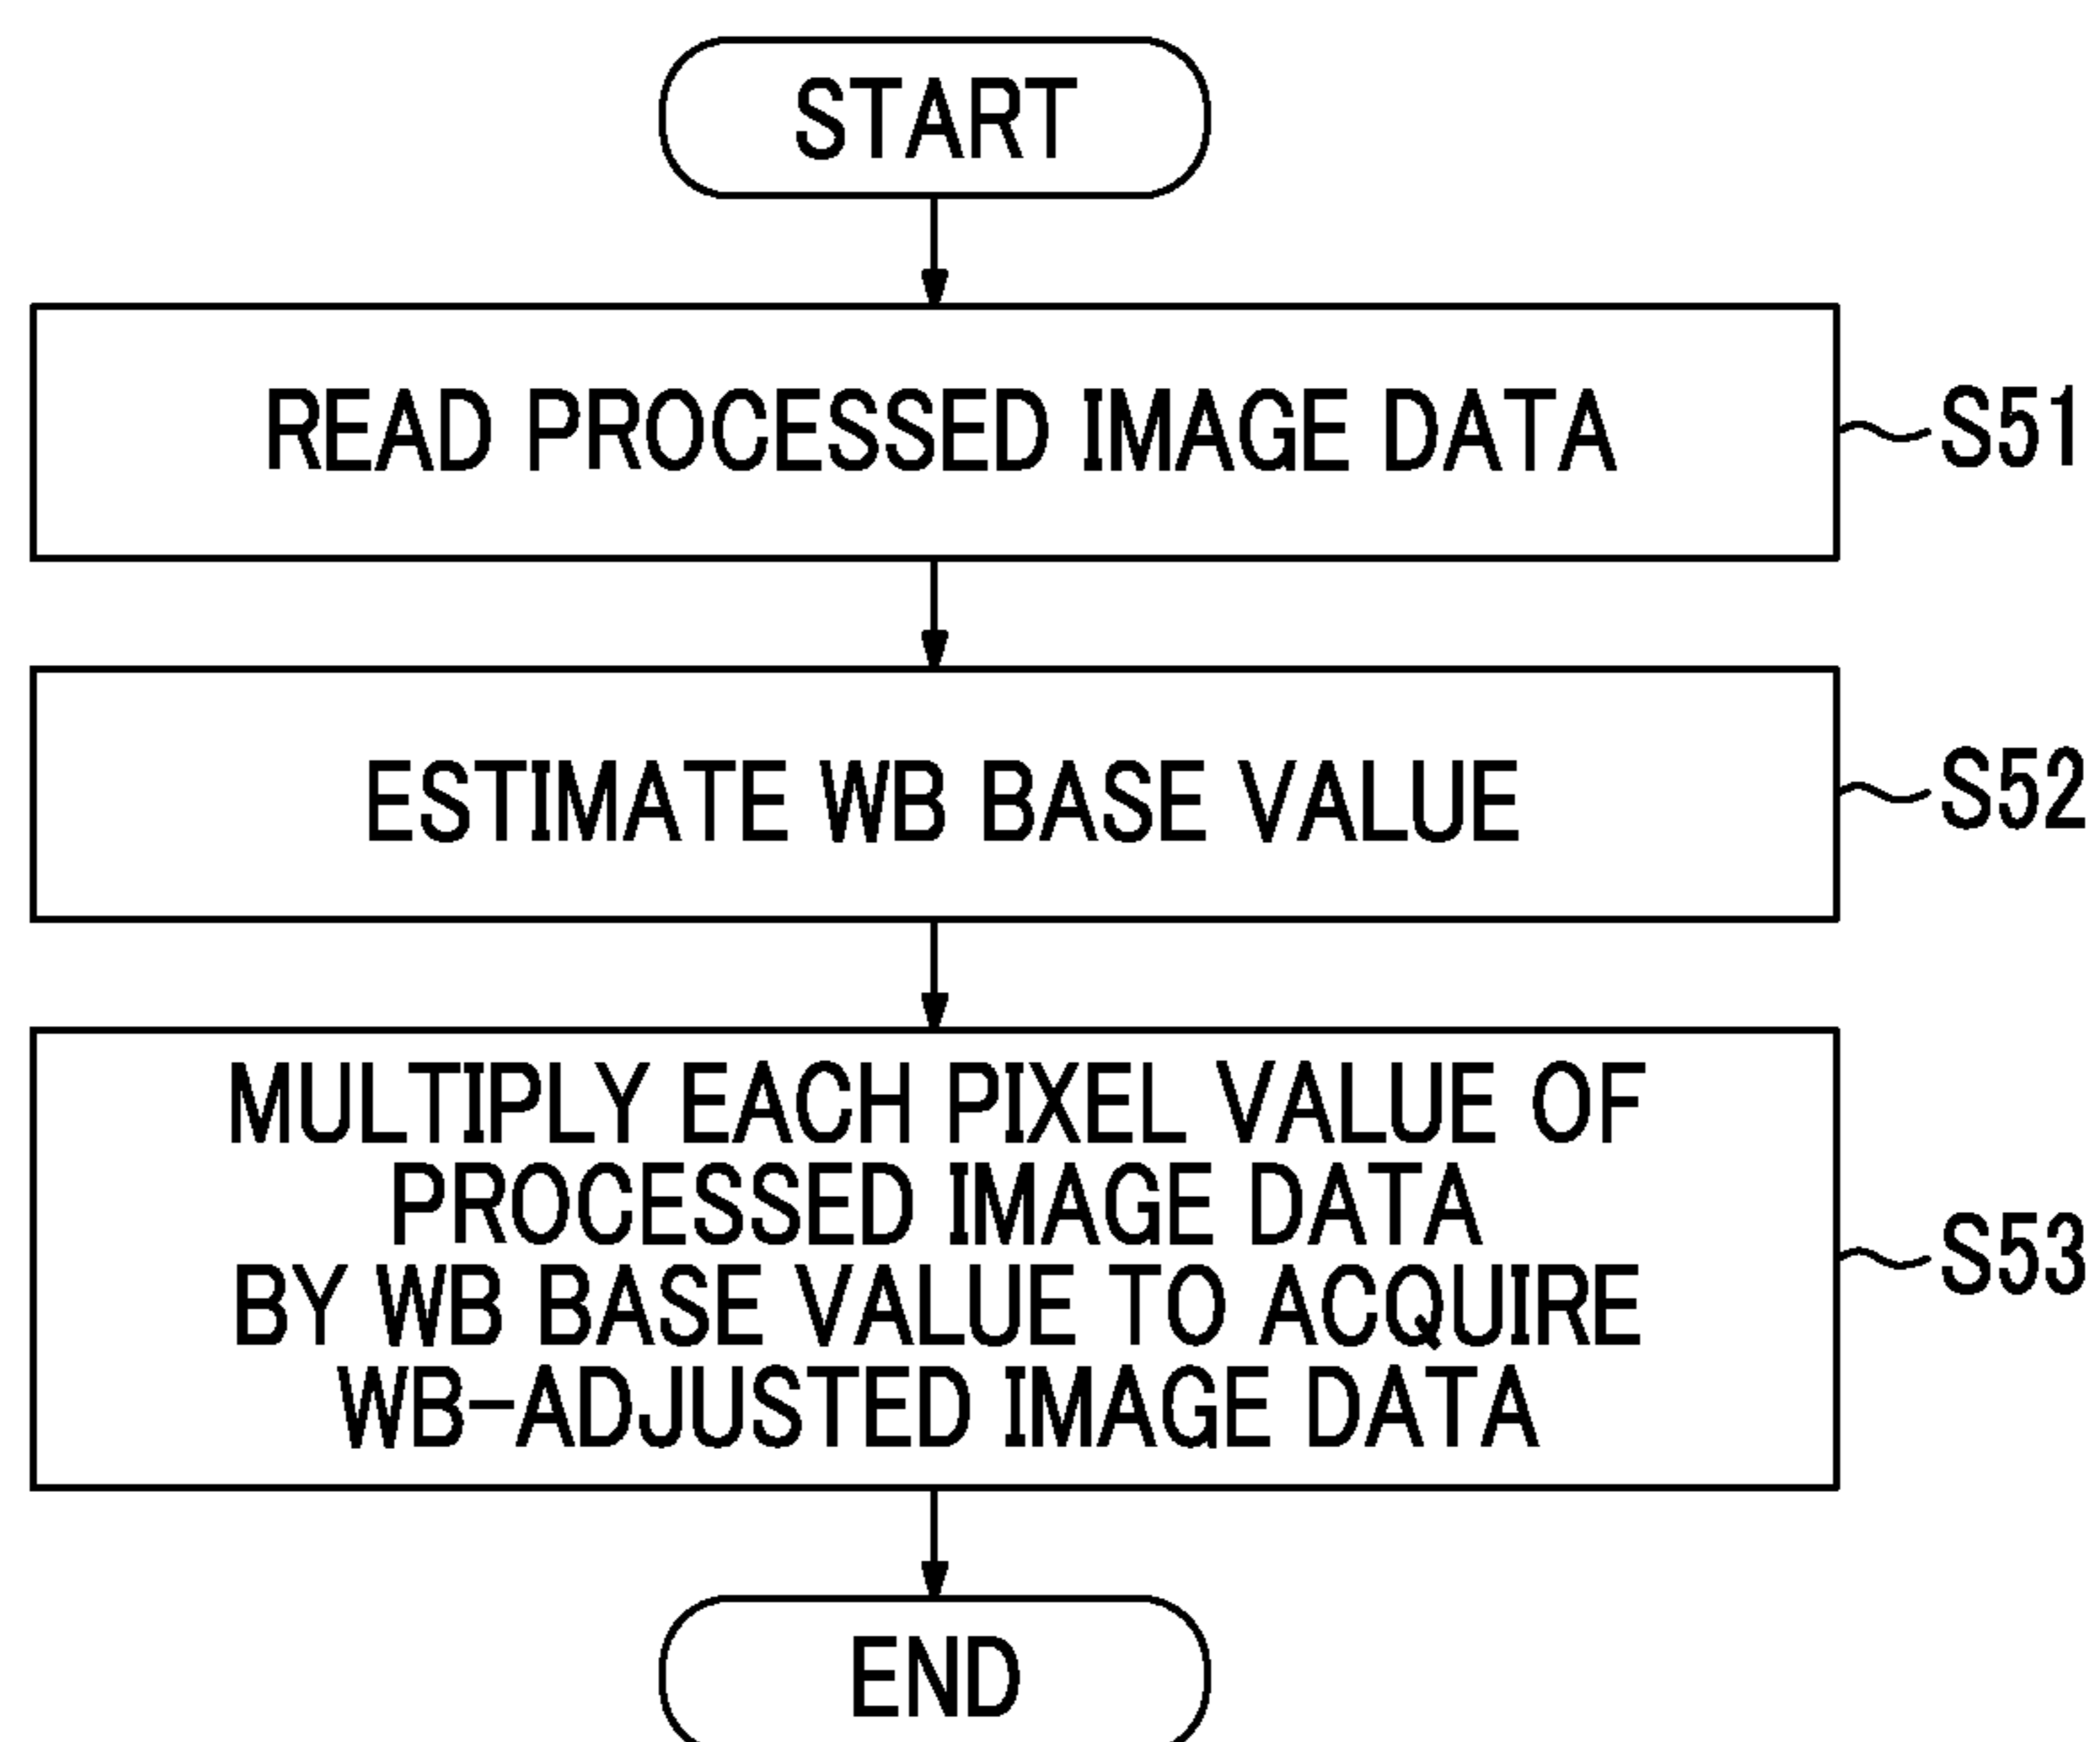 START
READ PROCESSED IMAGE DATA
S51
ESTIMATE WB BASE VALUE
S52
MULTIPLY EACH PIXEL VALUE OF
PROCESSED IMAGE DATA
BY WB BASE VALUE TO ACQUIRE
WB-ADJUSTED IMAGE DATA
S53
END